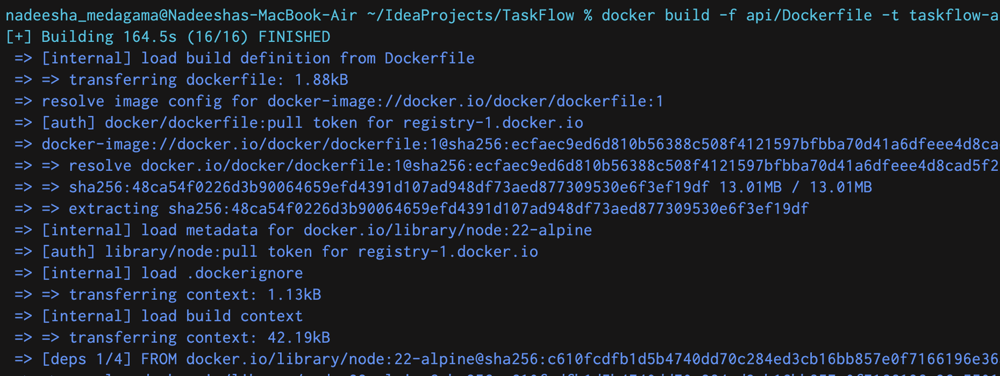 nadeesha_medagama@Nadeeshas-MacBook-Air ~/IdeaProjects/TaskFlow % docker build -f api/Dockerfile -t taskflow-a
[+] Building 164.5s (16/16) FINISHED
=> [internal] load build definition from Dockerfile
=> => transferring dockerfile: 1.88kB
=> resolve image config for docker-image://docker.io/docker/dockerfile:1
=> [auth] docker/dockerfile:pull token for registry-1.docker.io
=> docker-image://docker.io/docker/dockerfile:1@sha256:ecfaec9ed6d810b56388c508f4121597bfbba70d41a6dfeee4d8ca
=> => resolve docker.io/docker/dockerfile:1@sha256:ecfaec9ed6d810b56388c508f4121597bfbba70d41a6dfeee4d8cad5f2
=> => sha256:48ca54f0226d3b90064659efd4391d107ad948df73aed877309530e6f3ef19df 13.01MB / 13.01MB
=> => extracting sha256:48ca54f0226d3b90064659efd4391d107ad948df73aed877309530e6f3ef19df
=> [internal] load metadata for docker.io/library/node:22-alpine
=> [auth] library/node:pull token for registry-1.docker.io
=> [internal] load .dockerignore
=> => transferring context: 1.13kB
=> [internal] load build context
=> => transferring context: 42.19kB
=> [deps 1/4] FROM docker.io/library/node:22-alpine@sha256:c610fcdfb1d5b4740dd70c284ed3cb16bb857e0f7166196e36